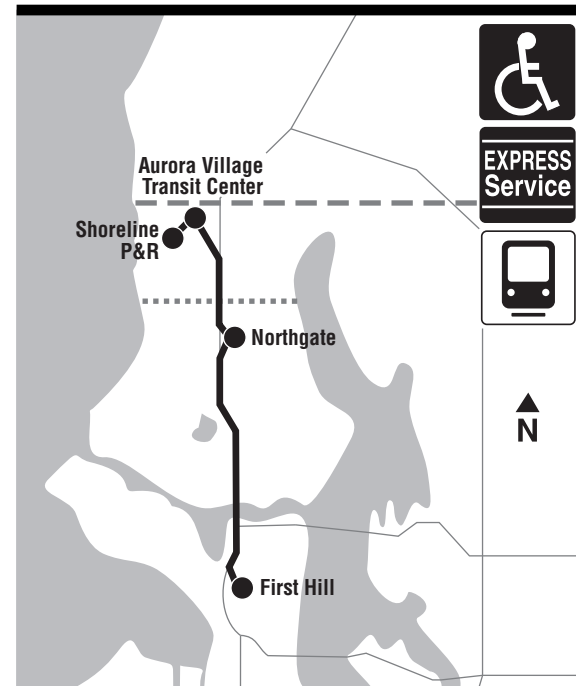 EXPRESS
Service
Aurora Village
Transit Center
Shoreline
P&R
Northgate
N
First Hill